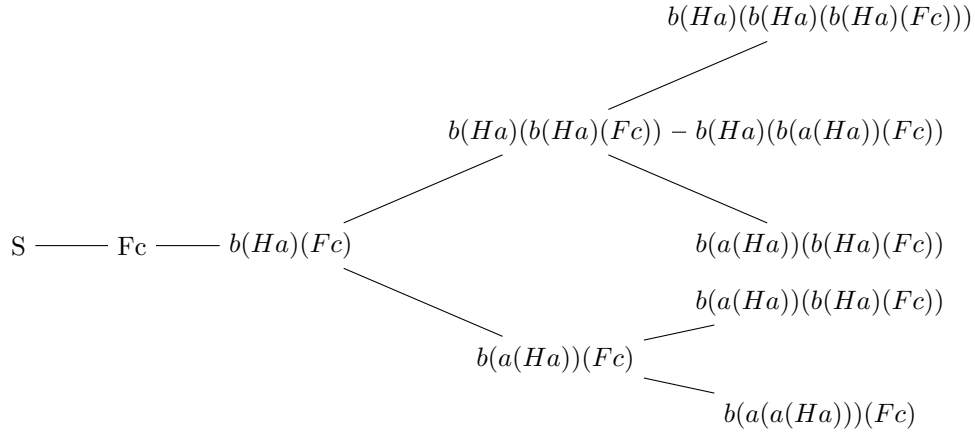 b(Ha)(b(Ha)(b(Ha)(Fc)))
b(Ha)(b(Ha)(Fc)) – b(Ha)(b(a(Ha))(Fc))
S
Fc
b(Ha)(Fc)
b(a(Ha))(b(Ha)(Fc))
b(a(Ha))(b(Ha)(Fc))
b(a(Ha))(Fc)
b(a(a(Ha)))(Fc)